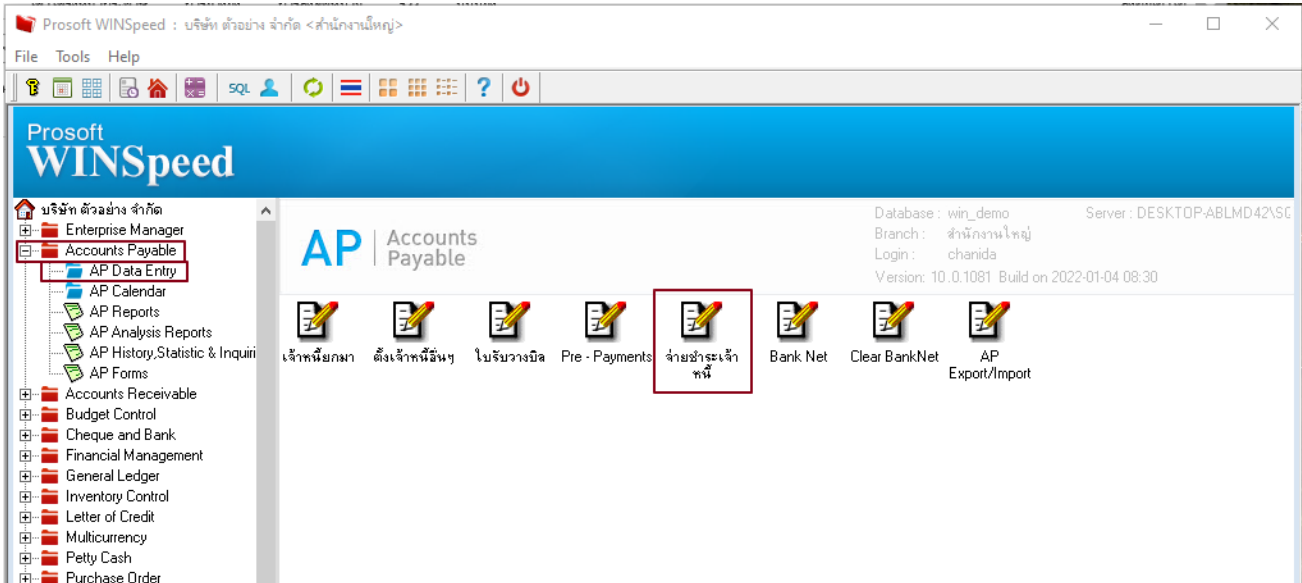 Prosoft WINSpeed : บริษัท ตัวอย่าง จำกัด <สำนักงานใหญ่>
File Tools Help
SQL
Prosoft
WINSpeed
บริษัท ตัวอย่าง จำกัด
Enterprise Manager
Accounts Payable
AP Data Entry
AP Calendar
AP Reports
AP Analysis Reports
AP History,Statistic & Inquiri
AP Forms
Accounts Receivable
Budget Control
Cheque and Bank
Financial Management
General Ledger
Inventory Control
Letter of Credit
Multicurrency
Petty Cash
Purchase Order
AP Accounts
Payable
Database : win_demo Server : DESKTOP-ABLMD42\SQ
Branch : สำนักงานใหญ่
Login : chanida
Version: 10.0.1081 Build on 2022-01-04 08:30
เจ้าหนี้ยกมา ตั้งเจ้าหนี้อื่นๆ ใบรับวางบิล Pre - Payments จ่ายชำระเจ้า Bank Net Clear BankNet AP
หนี้ Export/Import